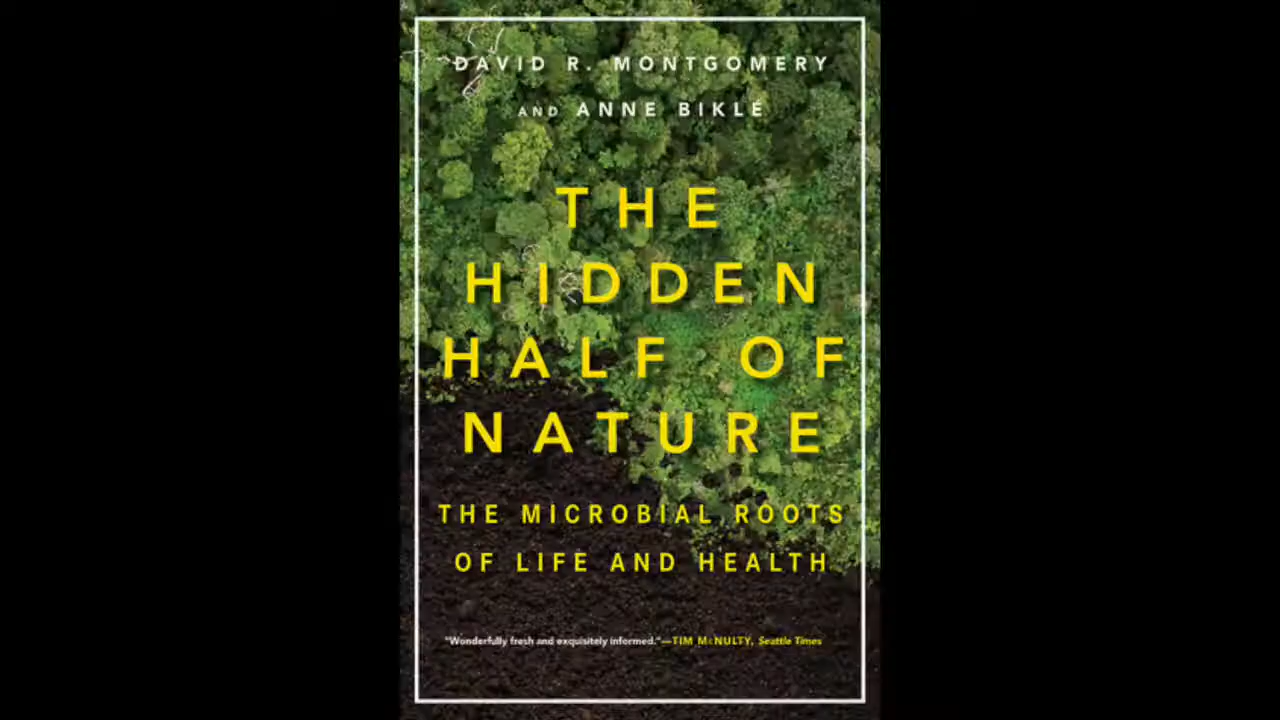 DAVID R. MONTGOMERY
AND ANNE BIKLÉ
THE
HIDDEN
HALF OF
NATURE
THE MICROBIAL ROOTS
OF LIFE AND HEALTH
"Wonderfully fresh and exquisitely informed."—TIM McNULTY, Seattle Times